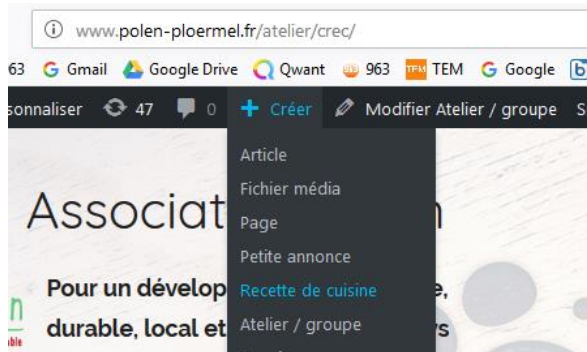 www.polen-ploermel.fr/atelier/crec/
63 Gmail Google Drive Qwant 963 TEM TEM Google b
sonnaliser 47 0 + Créer Modifier Atelier / groupe S
Article
Fichier média
Page
Petite annonce
Recette de cuisine
Atelier / groupe
Associat n
Pour un dévelop e,
durable, local et ys